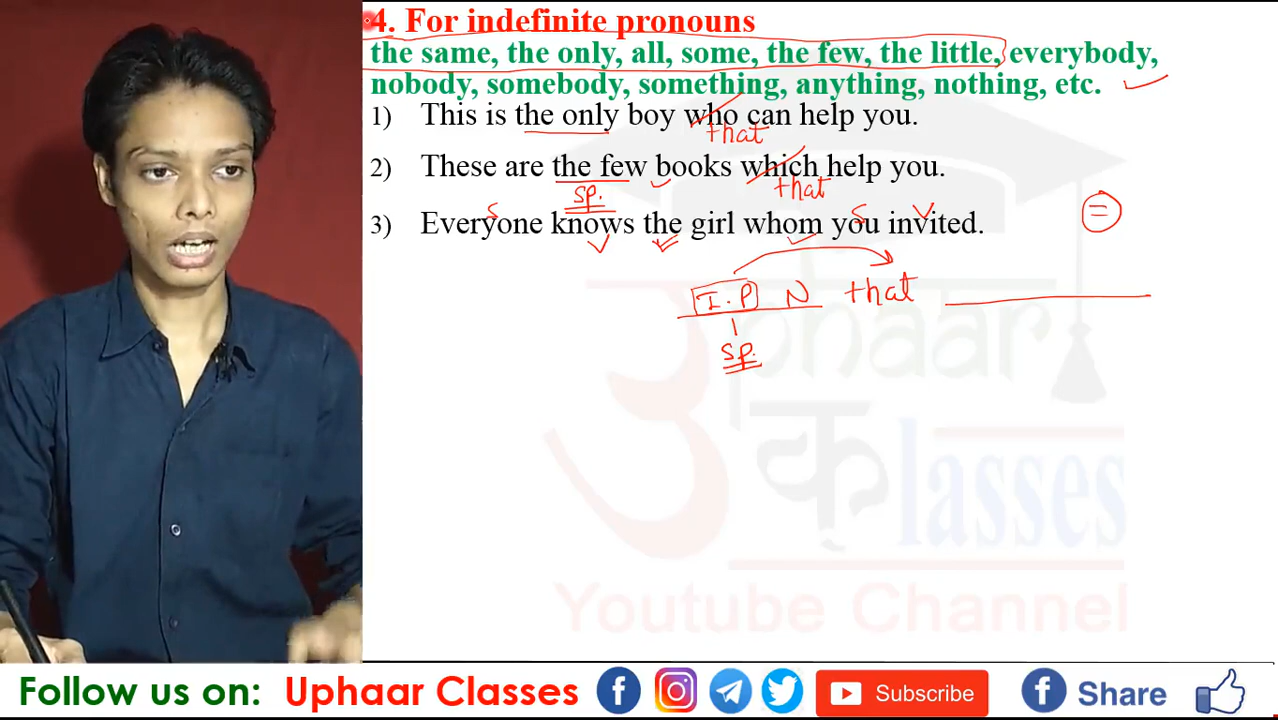 4. For indefinite pronouns
the same, the only, all, some, the few, the little, everybody,
nobody, somebody, something, anything, nothing, etc.
1) This is the only boy who can help you.
that
2) These are the few books which help you.
sp. that
3) Everyone knows the girl whom you invited.
S S V
V
=
I.P N that
sp.
Uphaar
उ कlasses
Youtube Channel
Follow us on: Uphaar Classes Subscribe Share